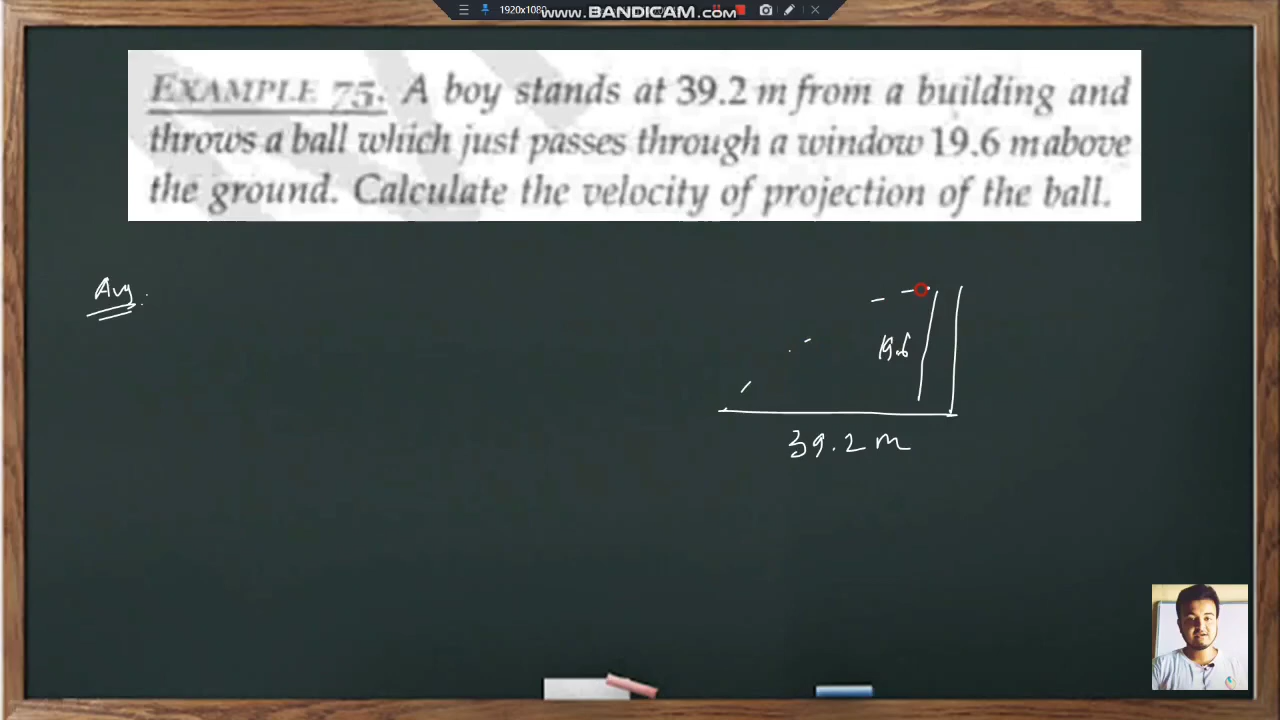 1920x1080
www.BANDICAM.com
EXAMPLE 75. A boy stands at 39.2 m from a building and
throws a ball which just passes through a window 19.6 m above
the ground. Calculate the velocity of projection of the ball.
19.6
39.2 m